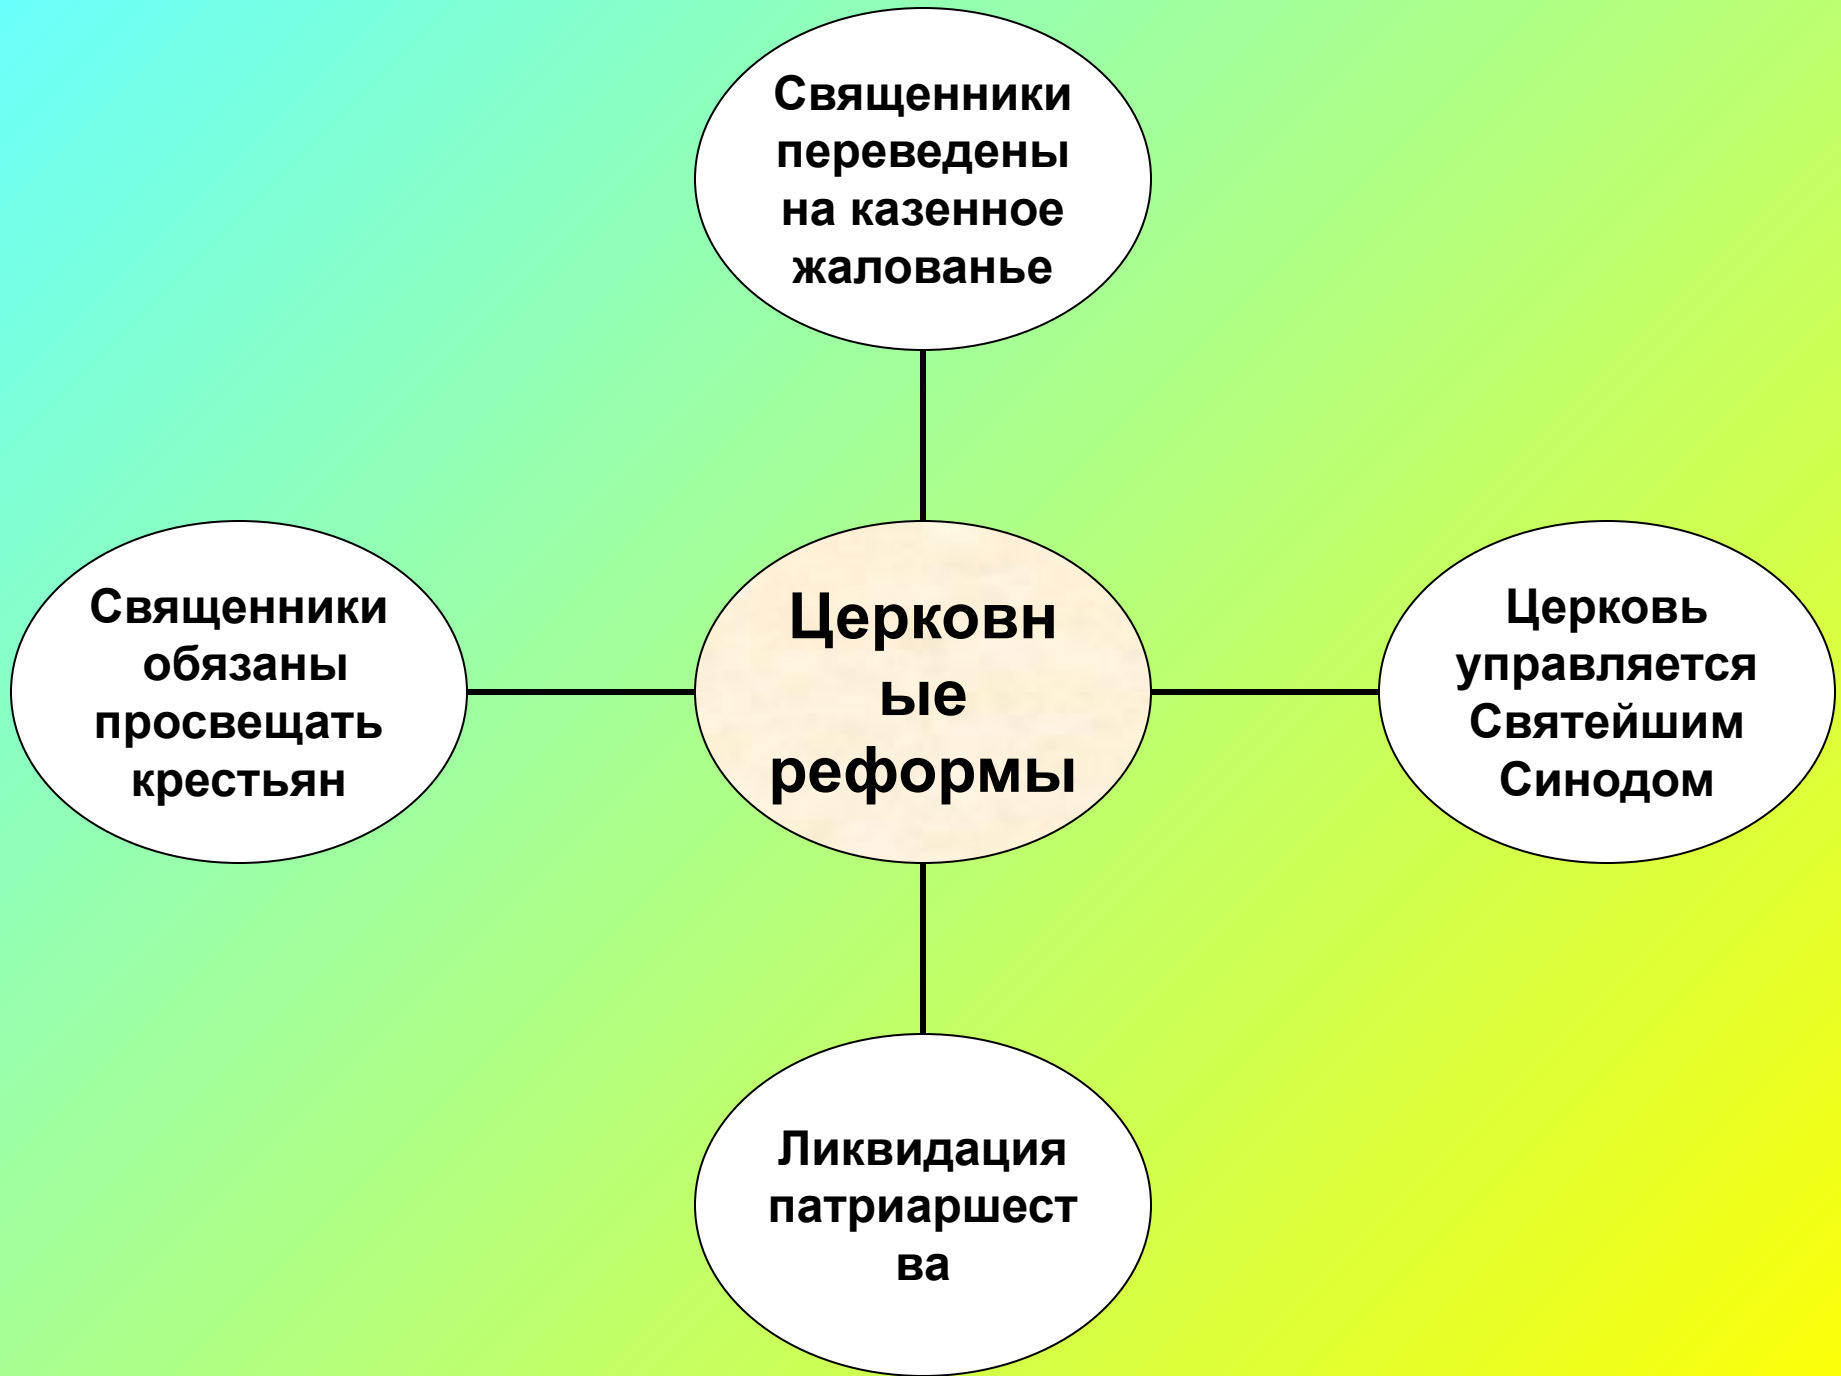 Священники
переведены
на казенное
жалованье
Священники
обязаны
просвещать
крестьян
Церковн
ые
реформы
Церковь
управляется
Святейшим
Синодом
Ликвидация
патриаршест
ва